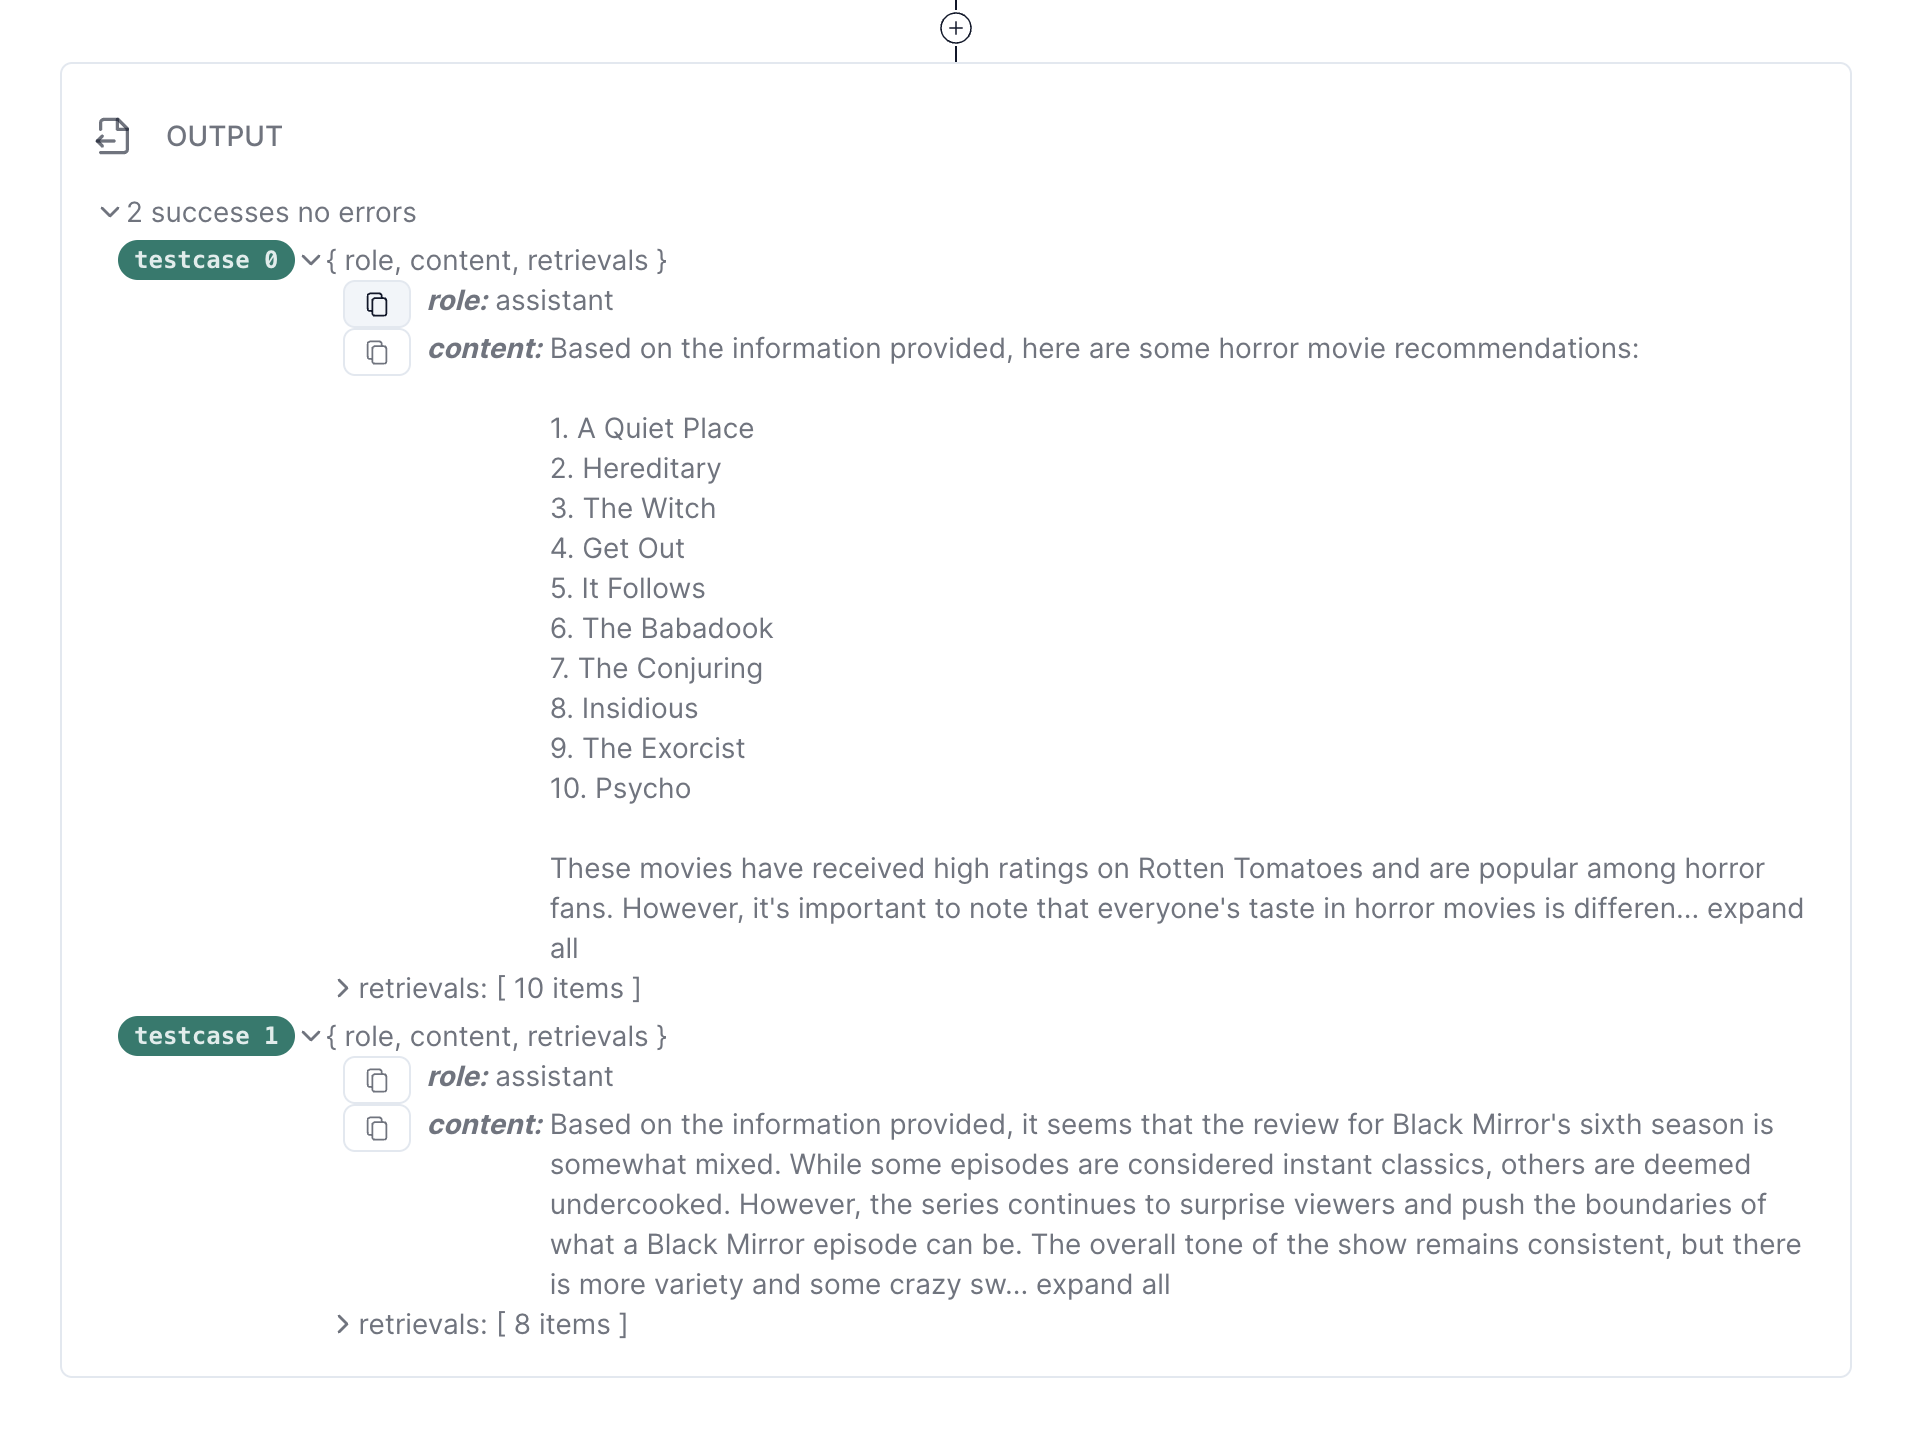 OUTPUT
2 successes no errors
testcase 0 { role, content, retrievals }
role: assistant
content: Based on the information provided, here are some horror movie recommendations:
1. A Quiet Place
2. Hereditary
3. The Witch
4. Get Out
5. It Follows
6. The Babadook
7. The Conjuring
8. Insidious
9. The Exorcist
10. Psycho
These movies have received high ratings on Rotten Tomatoes and are popular among horror
fans. However, it's important to note that everyone's taste in horror movies is differen... expand
all
retrievals: [ 10 items ]
testcase 1 { role, content, retrievals }
role: assistant
content: Based on the information provided, it seems that the review for Black Mirror's sixth season is
somewhat mixed. While some episodes are considered instant classics, others are deemed
undercooked. However, the series continues to surprise viewers and push the boundaries of
what a Black Mirror episode can be. The overall tone of the show remains consistent, but there
is more variety and some crazy sw... expand all
retrievals: [ 8 items ]